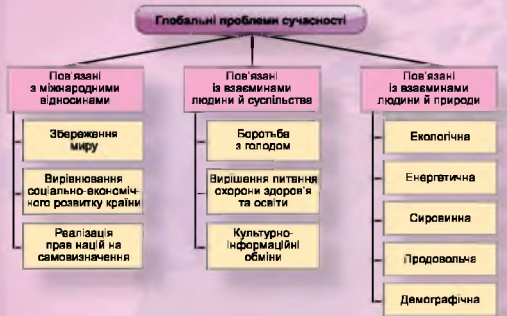 Глобальні проблеми сучасності
Пов'язані
з міжнародними
відносинами
Збереження
миру
Вирівнювання
соціально-економіч-
ного розвитку країни
Реалізація
прав націй на
самовизначення
Пов'язані
із взаєминами
людини й суспільства
Боротьба
з голодом
Вирішення питання
охорони здоров'я
та освіти
Культурно-
інформаційні
обміни
Пов'язані
із взаєминами
людини й природи
Екологічна
Енергетична
Сировинна
Продовольча
Демографічна